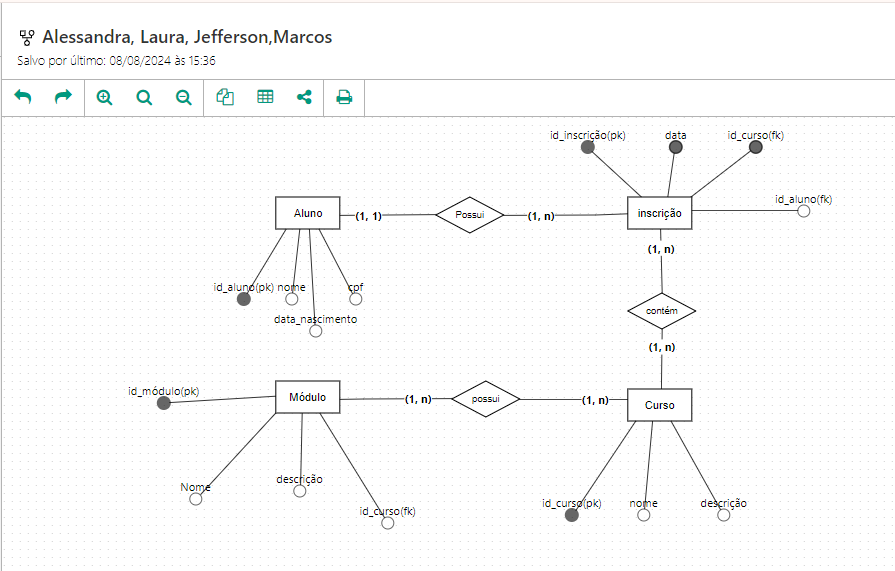 Alessandra, Laura, Jefferson,Marcos
Salvo por último: 08/08/2024 às 15:36
id_inscrição(pk)
data
id_curso(fk)
id_aluno(fk)
Aluno
(1, 1)
Possui
(1, n)
inscrição
(1, n)
id_aluno(pk)
nome
cpf
data_nascimento
contém
(1, n)
id_módulo(pk)
Módulo
(1, n)
possui
(1, n)
Curso
Nome
descrição
id_curso(fk)
id_curso(pk)
nome
descrição